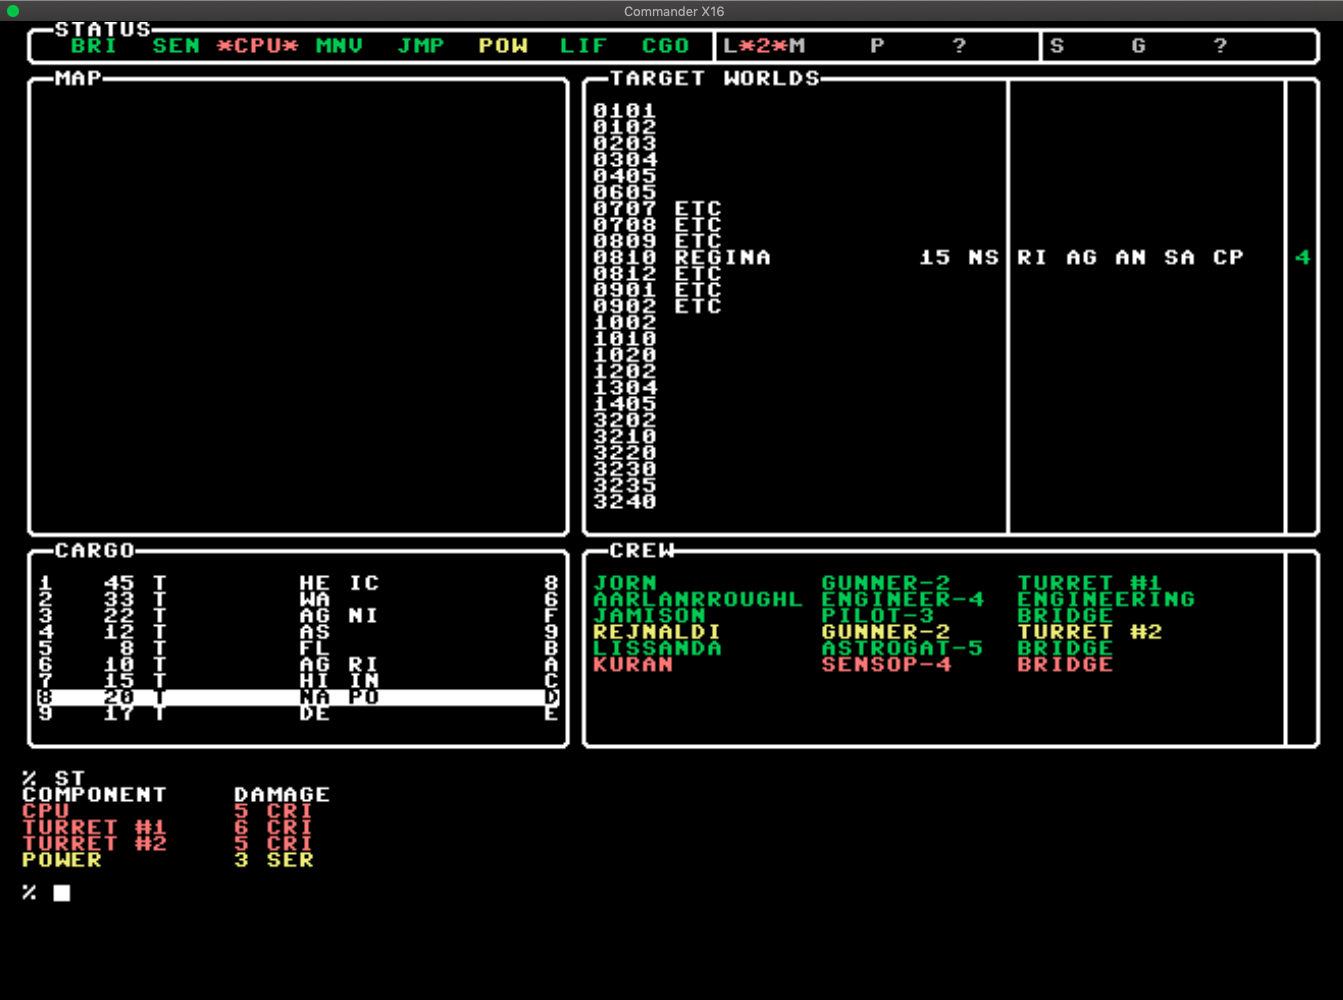 Commander X16
STATUS
BRI SEN *CPU* MNV JMP POW LIF CGO L*2*M P ? S G ?
MAP
TARGET WORLDS
0101
0102
0203
0304
0405
0605
0707 ETC
0708 ETC
0809 ETC
0810 REGINA 15 NS RI AG AN SA CP 4
0812 ETC
0901 ETC
0902 ETC
1002
1010
1020
1202
1304
1405
3202
3210
3220
3230
3235
3240
CARGO
1 45 T HE IC 8
2 33 T WA 6
3 22 T AG NI F
4 12 T AS 9
5 8 T FL B
6 10 T AG RI A
7 15 T HI IN C
8 20 T NA PO D
9 17 T DE E
CREW
JORN GUNNER-2 TURRET #1
AARLANRROUGHL ENGINEER-4 ENGINEERING
JAMISON PILOT-3 BRIDGE
REJNALDI GUNNER-2 TURRET #2
LISSANDA ASTROGAT-5 BRIDGE
KURAN SENSOP-4 BRIDGE
% ST
COMPONENT DAMAGE
CPU 5 CRI
TURRET #1 6 CRI
TURRET #2 5 CRI
POWER 3 SER
%